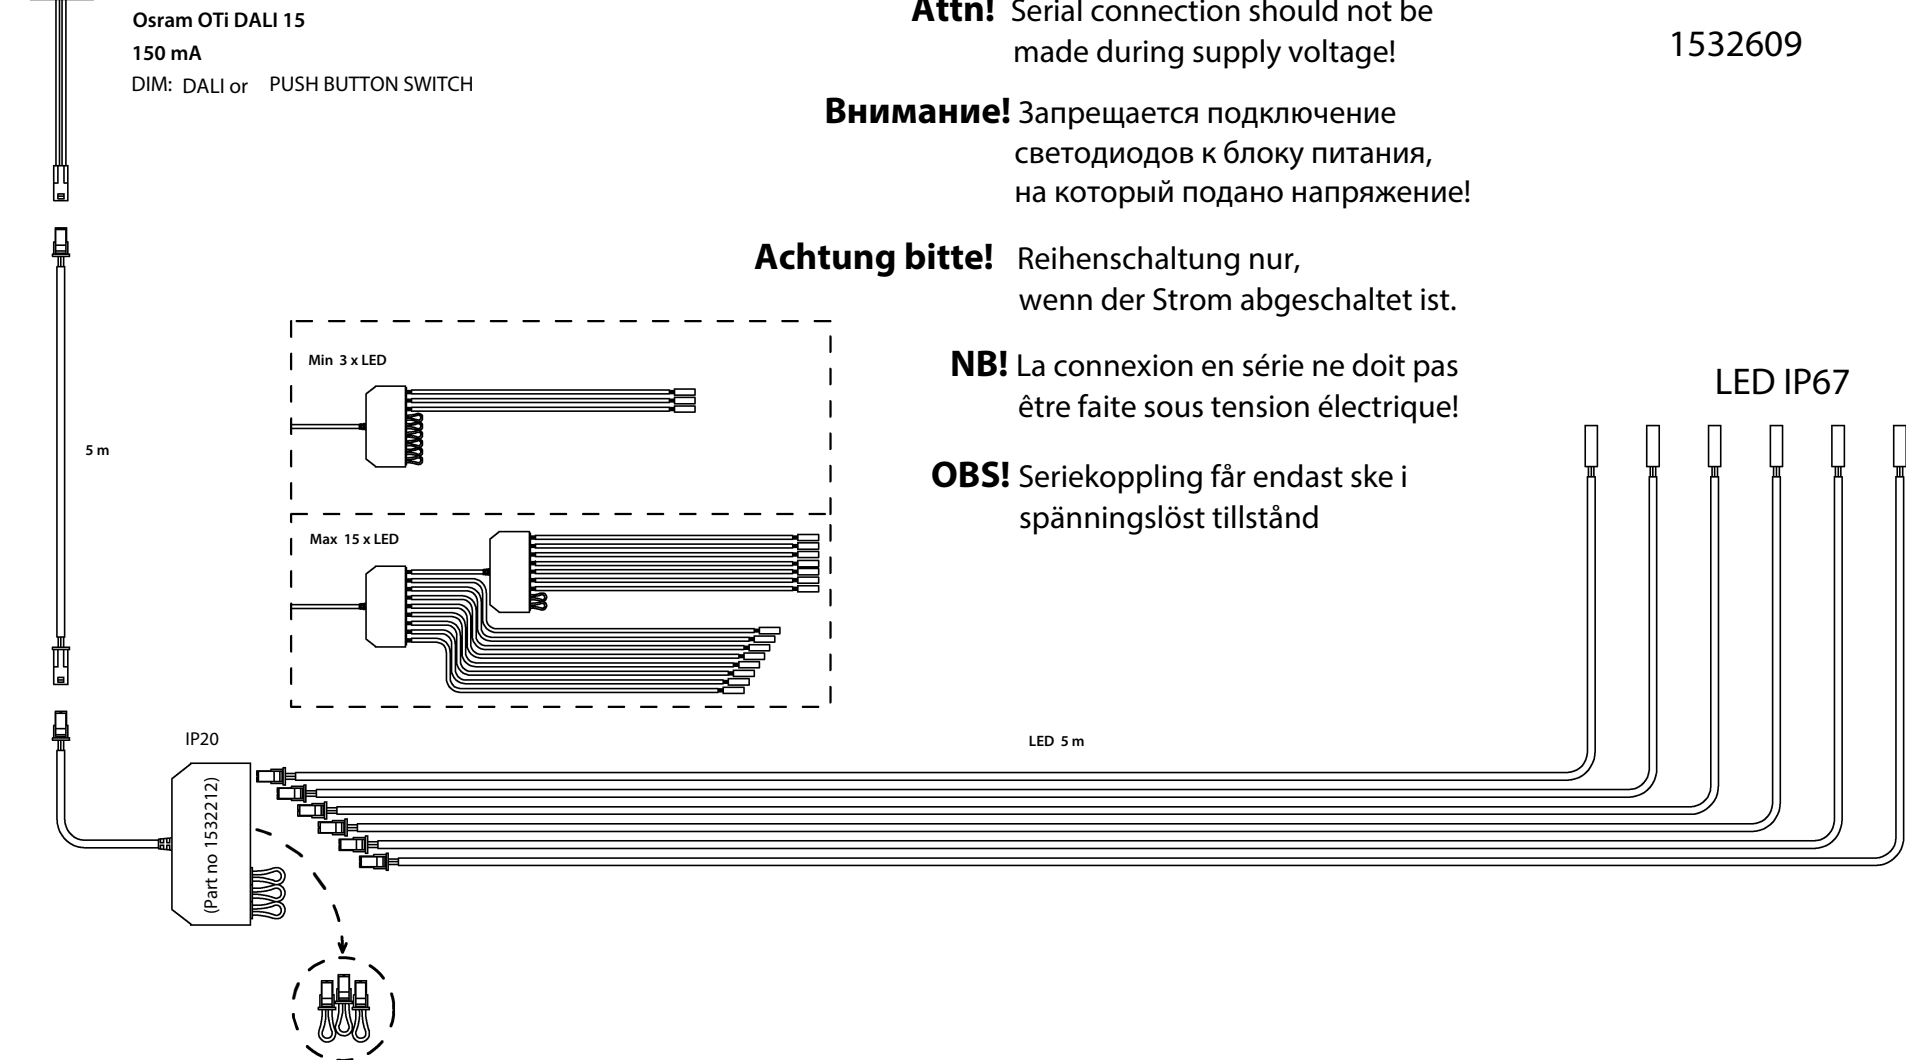 Osram OTi DALI 15
150 mA
DIM: DALI or PUSH BUTTON SWITCH
Attn! Serial connection should not be
made during supply voltage!
1532609
Внимание! Запрещается подключение
светодиодов к блоку питания,
на который подано напряжение!
Achtung bitte! Reihenschaltung nur,
wenn der Strom abgeschaltet ist.
NB! La connexion en série ne doit pas
être faite sous tension électrique!
OBS! Seriekoppling får endast ske i
spänningslöst tillstånd
LED IP67
Min 3 x LED
5 m
Max 15 x LED
IP20
LED 5 m
(Part no 1532212)